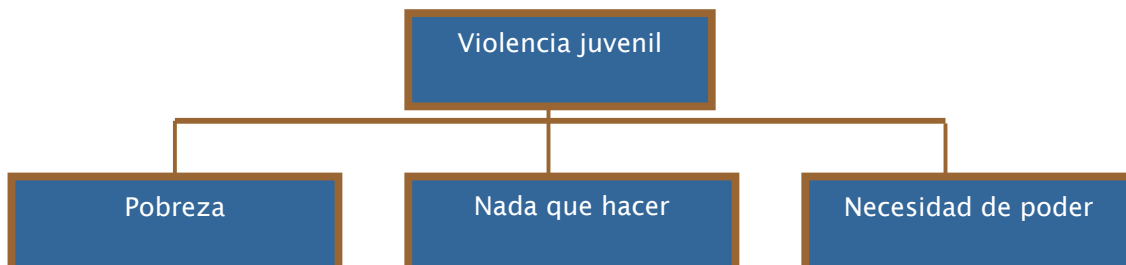 Violencia juvenil
Pobreza
Nada que hacer
Necesidad de poder